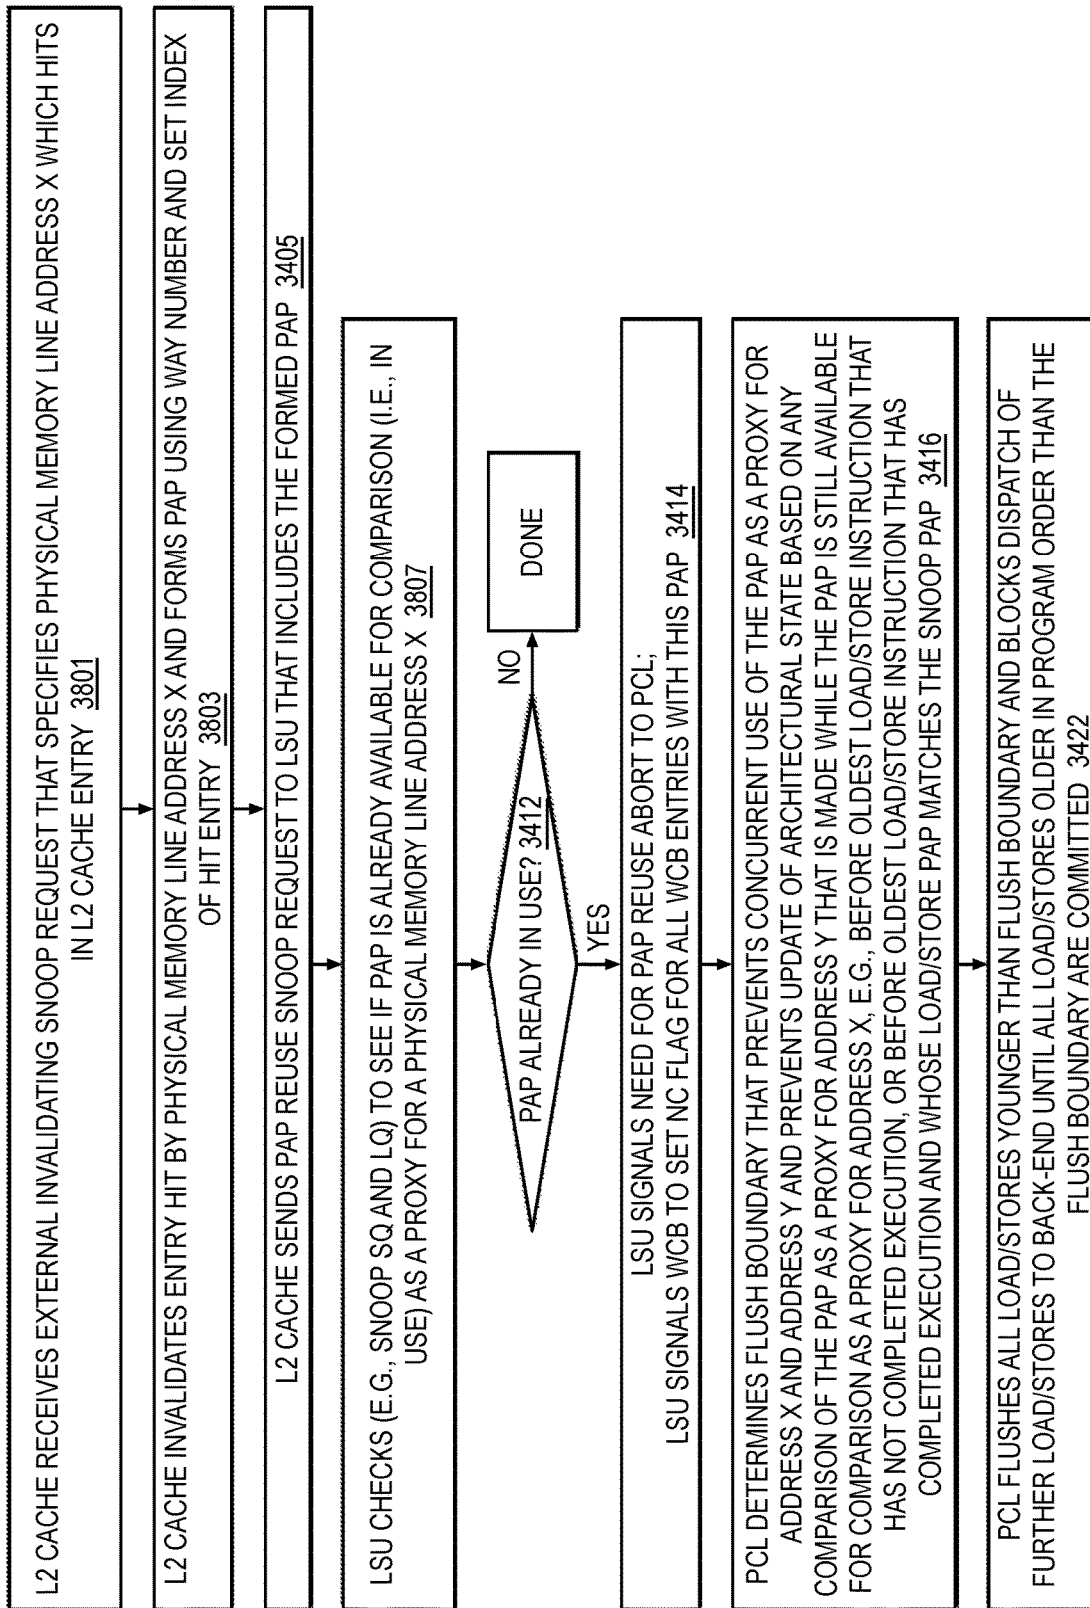 L2 CACHE RECEIVES EXTERNAL INVALIDATING SNOOP REQUEST THAT SPECIFIES PHYSICAL MEMORY LINE ADDRESS X WHICH HITS
IN L2 CACHE ENTRY 3801
L2 CACHE INVALIDATES ENTRY HIT BY PHYSICAL MEMORY LINE ADDRESS X AND FORMS PAP USING WAY NUMBER AND SET INDEX
OF HIT ENTRY 3803
L2 CACHE SENDS PAP REUSE SNOOP REQUEST TO LSU THAT INCLUDES THE FORMED PAP 3405
LSU CHECKS (E.G., SNOOP SQ AND LQ) TO SEE IF PAP IS ALREADY AVAILABLE FOR COMPARISON (I.E., IN
USE) AS A PROXY FOR A PHYSICAL MEMORY LINE ADDRESS X 3807
PAP ALREADY IN USE? 3412
NO
DONE
YES
LSU SIGNALS NEED FOR PAP REUSE ABORT TO PCL;
LSU SIGNALS WCB TO SET NC FLAG FOR ALL WCB ENTRIES WITH THIS PAP 3414
PCL DETERMINES FLUSH BOUNDARY THAT PREVENTS CONCURRENT USE OF THE PAP AS A PROXY FOR
ADDRESS X AND ADDRESS Y AND PREVENTS UPDATE OF ARCHITECTURAL STATE BASED ON ANY
COMPARISON OF THE PAP AS A PROXY FOR ADDRESS Y THAT IS MADE WHILE THE PAP IS STILL AVAILABLE
FOR COMPARISON AS A PROXY FOR ADDRESS X, E.G., BEFORE OLDEST LOAD/STORE INSTRUCTION THAT
HAS NOT COMPLETED EXECUTION, OR BEFORE OLDEST LOAD/STORE INSTRUCTION THAT HAS
COMPLETED EXECUTION AND WHOSE LOAD/STORE PAP MATCHES THE SNOOP PAP 3416
PCL FLUSHES ALL LOAD/STORES YOUNGER THAN FLUSH BOUNDARY AND BLOCKS DISPATCH OF
FURTHER LOAD/STORES TO BACK-END UNTIL ALL LOAD/STORES OLDER IN PROGRAM ORDER THAN THE
FLUSH BOUNDARY ARE COMMITTED 3422